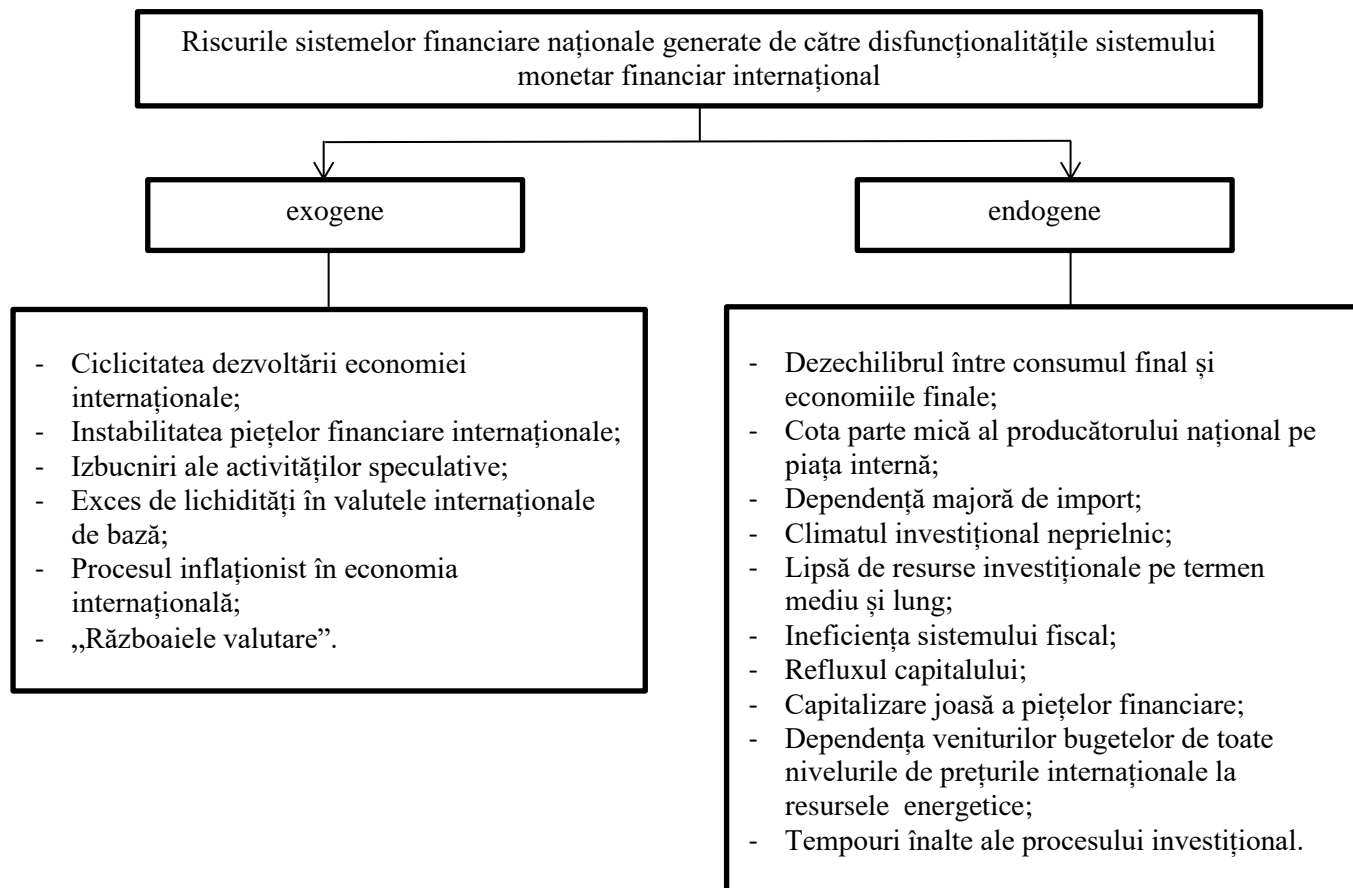 Riscurile sistemelor financiare naționale generate de către disfuncționalitățile sistemului
monetar financiar internațional
exogene
endogene
- Ciclicitatea dezvoltării economiei
internaționale;
- Instabilitatea piețelor financiare internaționale;
- Izbucniri ale activităților speculative;
- Exces de lichidități în valutele internaționale
de bază;
- Procesul inflaționist în economia
internațională;
- „Războaiele valutare”.
- Dezechilibrul între consumul final și
economiile finale;
- Cota parte mică al producătorului național pe
piața internă;
- Dependență majoră de import;
- Climatul investițional neprielnic;
- Lipsă de resurse investiționale pe termen
mediu și lung;
- Ineficiența sistemului fiscal;
- Refluxul capitalului;
- Capitalizare joasă a piețelor financiare;
- Dependența veniturilor bugetelor de toate
nivelurile de prețurile internaționale la
resursele energetice;
- Tempouri înalte ale procesului investițional.